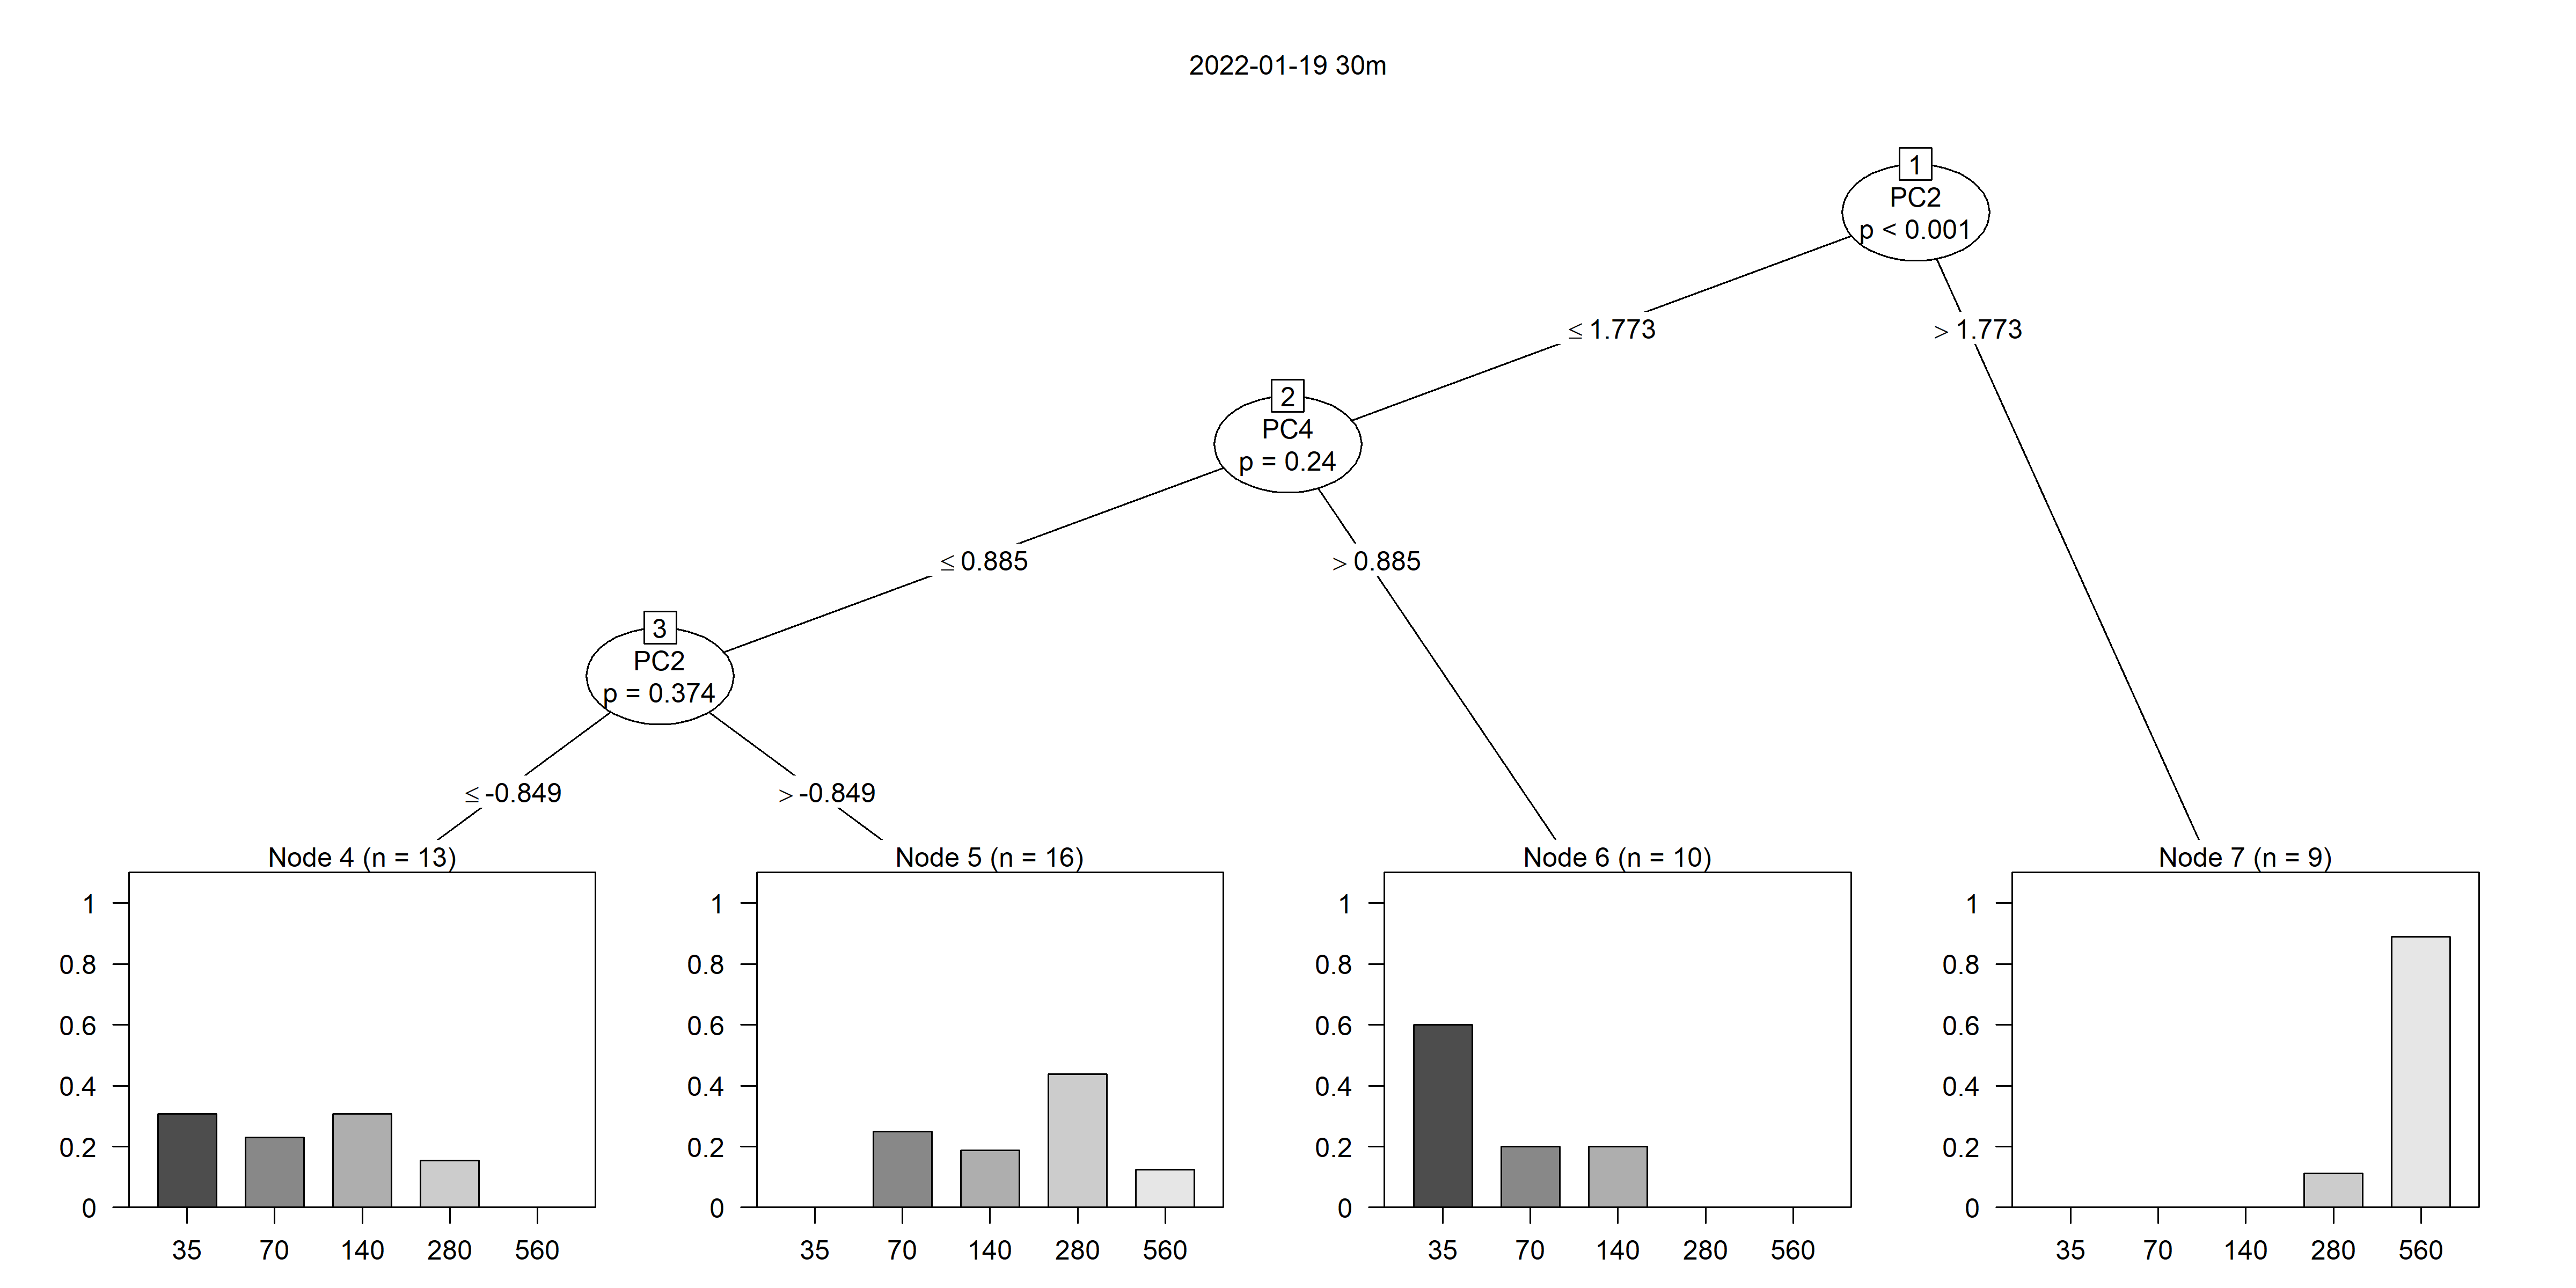 2022-01-19 30m
1
PC2
p < 0.001
≤ 1.773
> 1.773
2
PC4
p = 0.24
≤ 0.885
> 0.885
3
PC2
p = 0.374
≤ -0.849
> -0.849
Node 4 (n = 13)
1
0.8
0.6
0.4
0.2
0
35 70 140 280 560
Node 5 (n = 16)
1
0.8
0.6
0.4
0.2
0
35 70 140 280 560
Node 6 (n = 10)
1
0.8
0.6
0.4
0.2
0
35 70 140 280 560
Node 7 (n = 9)
1
0.8
0.6
0.4
0.2
0
35 70 140 280 560